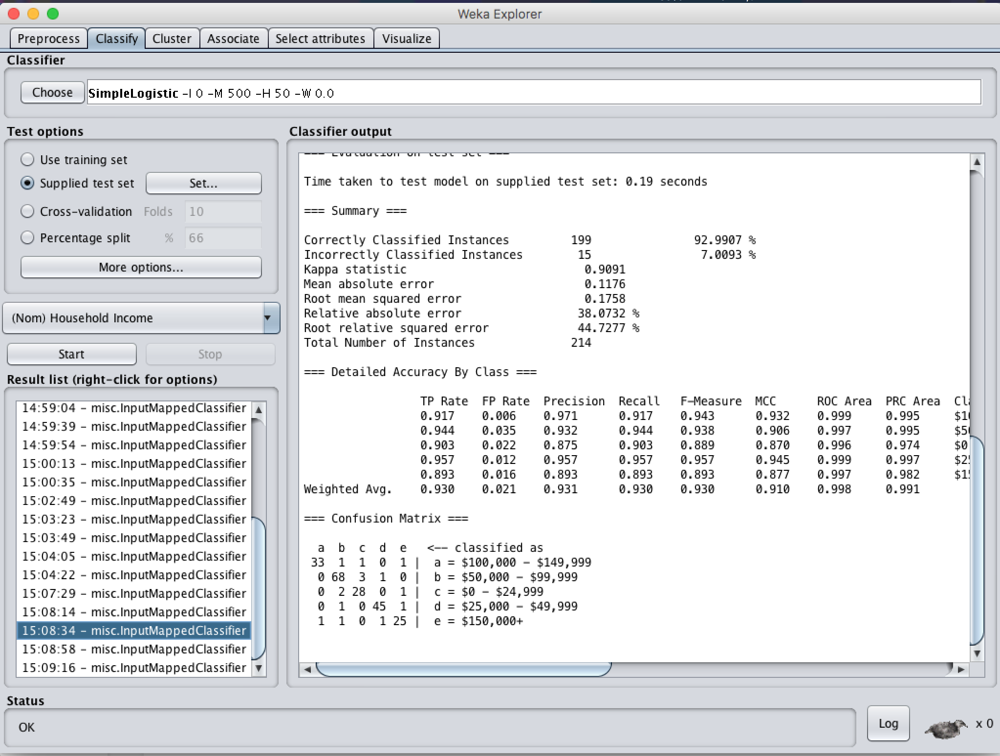 Weka Explorer
Preprocess Classify Cluster Associate Select attributes Visualize
Classifier
Choose SimpleLogistic -I 0 -M 500 -H 50 -W 0.0
Test options
Use training set
Supplied test set Set...
Cross-validation Folds 10
Percentage split % 66
More options...
(Nom) Household Income
Start Stop
Result list (right-click for options)
14:59:04 - misc.InputMappedClassifier
14:59:39 - misc.InputMappedClassifier
14:59:54 - misc.InputMappedClassifier
15:00:13 - misc.InputMappedClassifier
15:00:35 - misc.InputMappedClassifier
15:02:49 - misc.InputMappedClassifier
15:03:23 - misc.InputMappedClassifier
15:03:49 - misc.InputMappedClassifier
15:04:05 - misc.InputMappedClassifier
15:04:22 - misc.InputMappedClassifier
15:07:29 - misc.InputMappedClassifier
15:08:14 - misc.InputMappedClassifier
15:08:34 - misc.InputMappedClassifier
15:08:58 - misc.InputMappedClassifier
15:09:16 - misc.InputMappedClassifier
Classifier output
=== Evaluation on test set ===
Time taken to test model on supplied test set: 0.19 seconds
=== Summary ===
Correctly Classified Instances 199 92.9907 %
Incorrectly Classified Instances 15 7.0093 %
Kappa statistic 0.9091
Mean absolute error 0.1176
Root mean squared error 0.1758
Relative absolute error 38.0732 %
Root relative squared error 44.7277 %
Total Number of Instances 214
=== Detailed Accuracy By Class ===
TP Rate FP Rate Precision Recall F-Measure MCC ROC Area PRC Area Cl
0.917 0.006 0.971 0.917 0.943 0.932 0.999 0.995 $1
0.944 0.035 0.932 0.944 0.938 0.906 0.997 0.995 $5
0.903 0.022 0.875 0.903 0.889 0.870 0.996 0.974 $0
0.957 0.012 0.957 0.957 0.957 0.945 0.999 0.997 $2
0.893 0.016 0.893 0.893 0.893 0.877 0.997 0.982 $1
Weighted Avg. 0.930 0.021 0.931 0.930 0.930 0.910 0.998 0.991
=== Confusion Matrix ===
a b c d e <-- classified as
33 1 1 0 1 | a = $100,000 - $149,999
0 68 3 1 0 | b = $50,000 - $99,999
0 2 28 0 1 | c = $0 - $24,999
0 1 0 45 1 | d = $25,000 - $49,999
1 1 0 1 25 | e = $150,000+
Status
OK
Log x 0